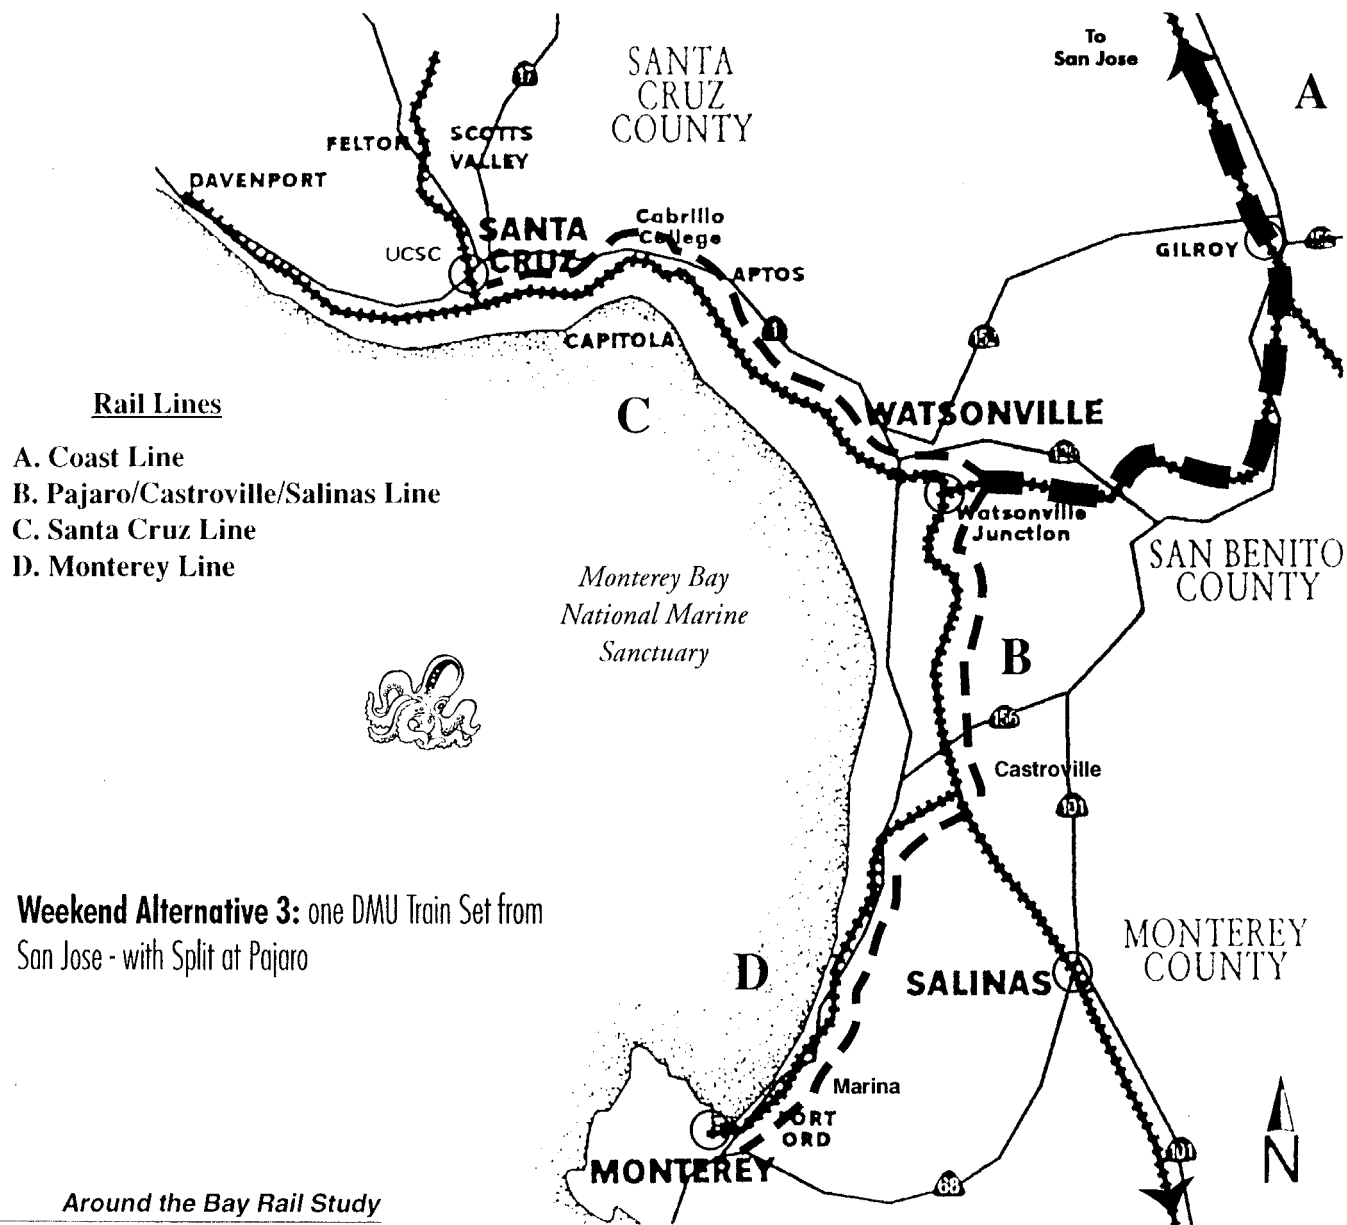 To
San Jose
A
SANTA
CRUZ
COUNTY
17
FELTON
SCOTTS
VALLEY
DAVENPORT
SANTA
CRUZ
Cabrillo
College
UCSC
APTOS
GILROY
152
1
152
CAPITOLA
Rail Lines
C
WATSONVILLE
A. Coast Line
B. Pajaro/Castroville/Salinas Line
C. Santa Cruz Line
D. Monterey Line
129
Watsonville
Junction
SAN BENITO
COUNTY
Monterey Bay
National Marine
Sanctuary
B
156
Castroville
101
Weekend Alternative 3: one DMU Train Set from
San Jose - with Split at Pajaro
MONTEREY
COUNTY
D
SALINAS
Marina
FORT
ORD
MONTEREY
68
101
N
Around the Bay Rail Study